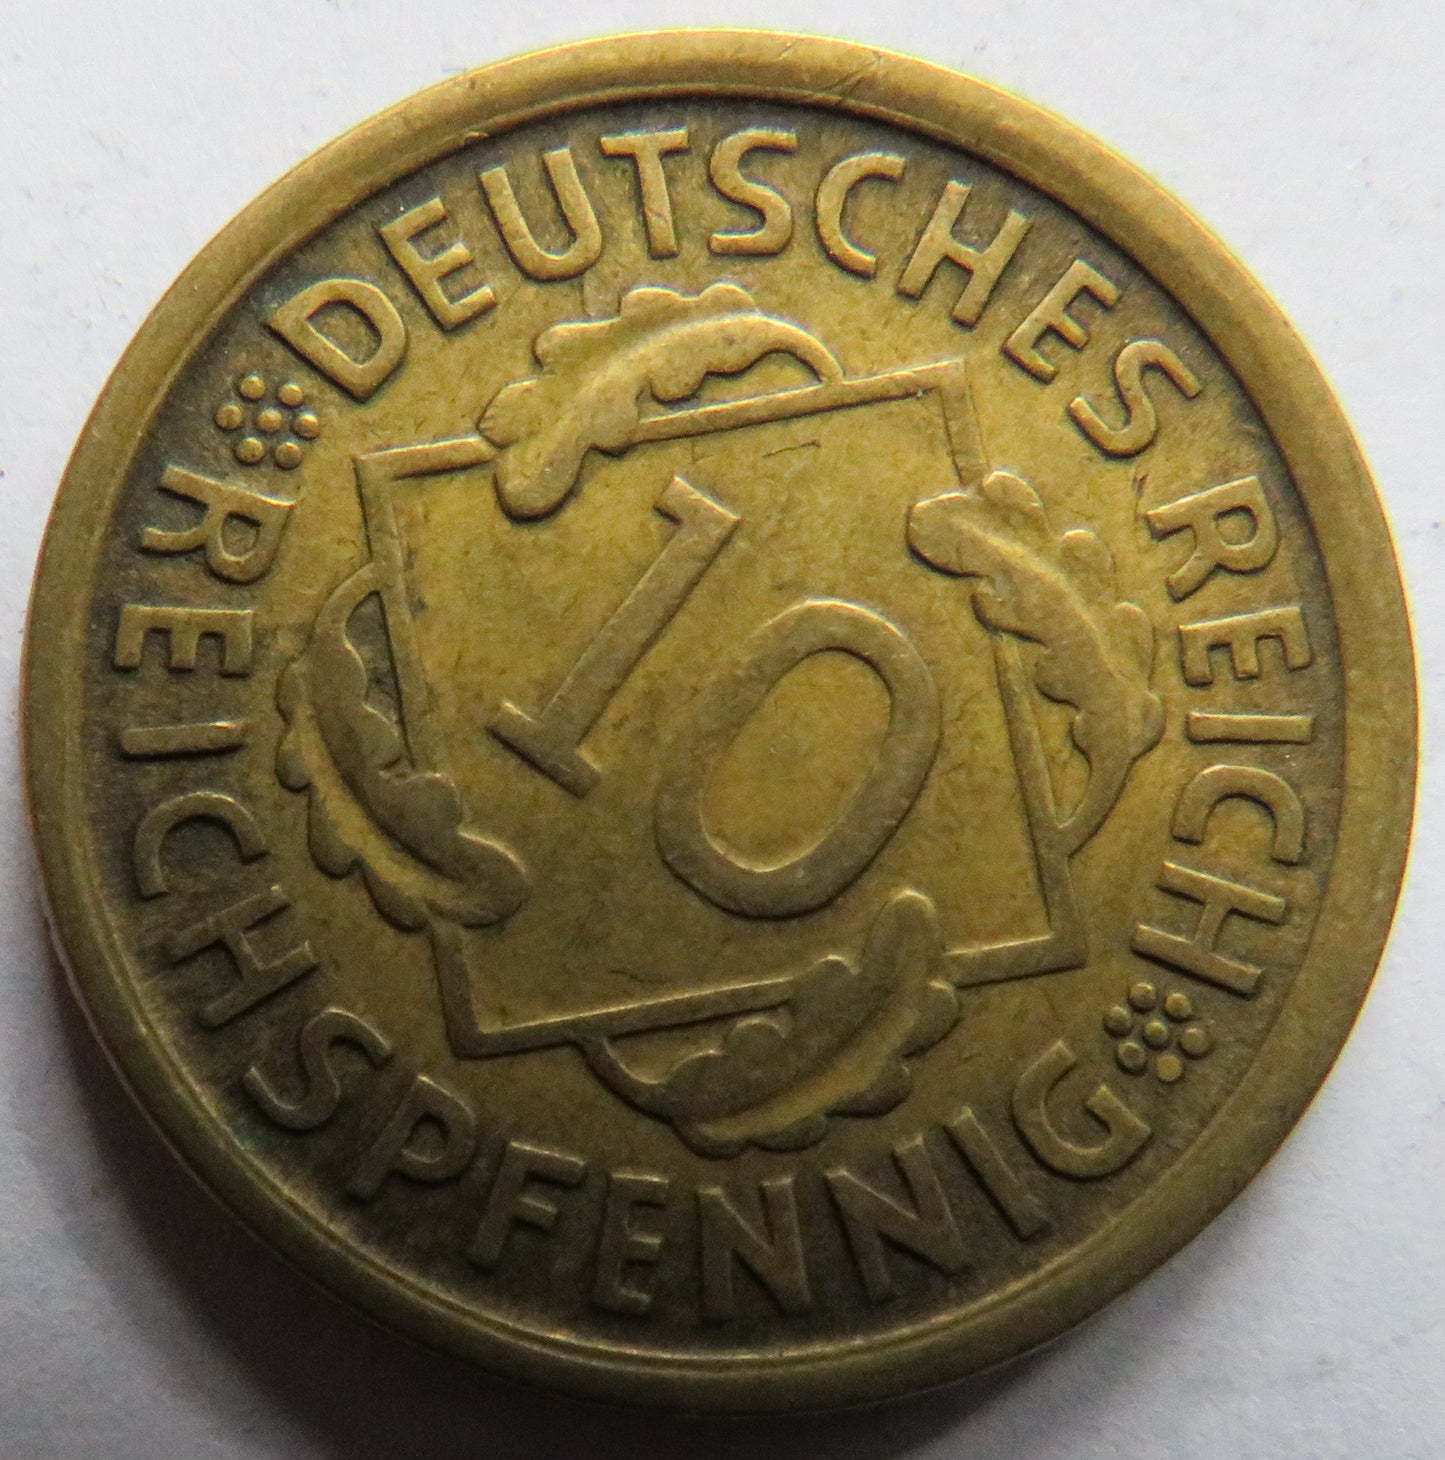 DEUTSCHES REICH
REICHSPFENNIG
10